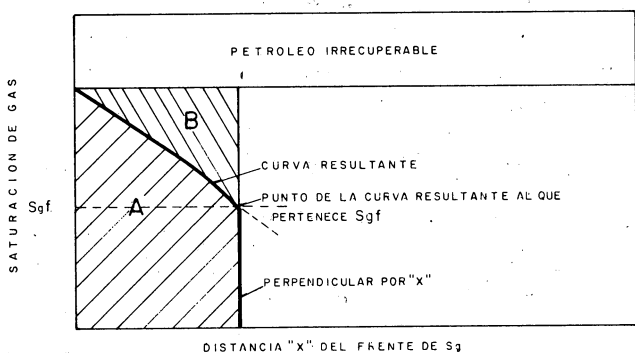 PETROLEO IRRECUPERABLE
SATURACION DE GAS
B
CURVA RESULTANTE
Sgf
A
PUNTO DE LA CURVA RESULTANTE AL QUE
PERTENECE Sgf
PERPENDICULAR POR "X"
DISTANCIA "X" DEL FRENTE DE Sg